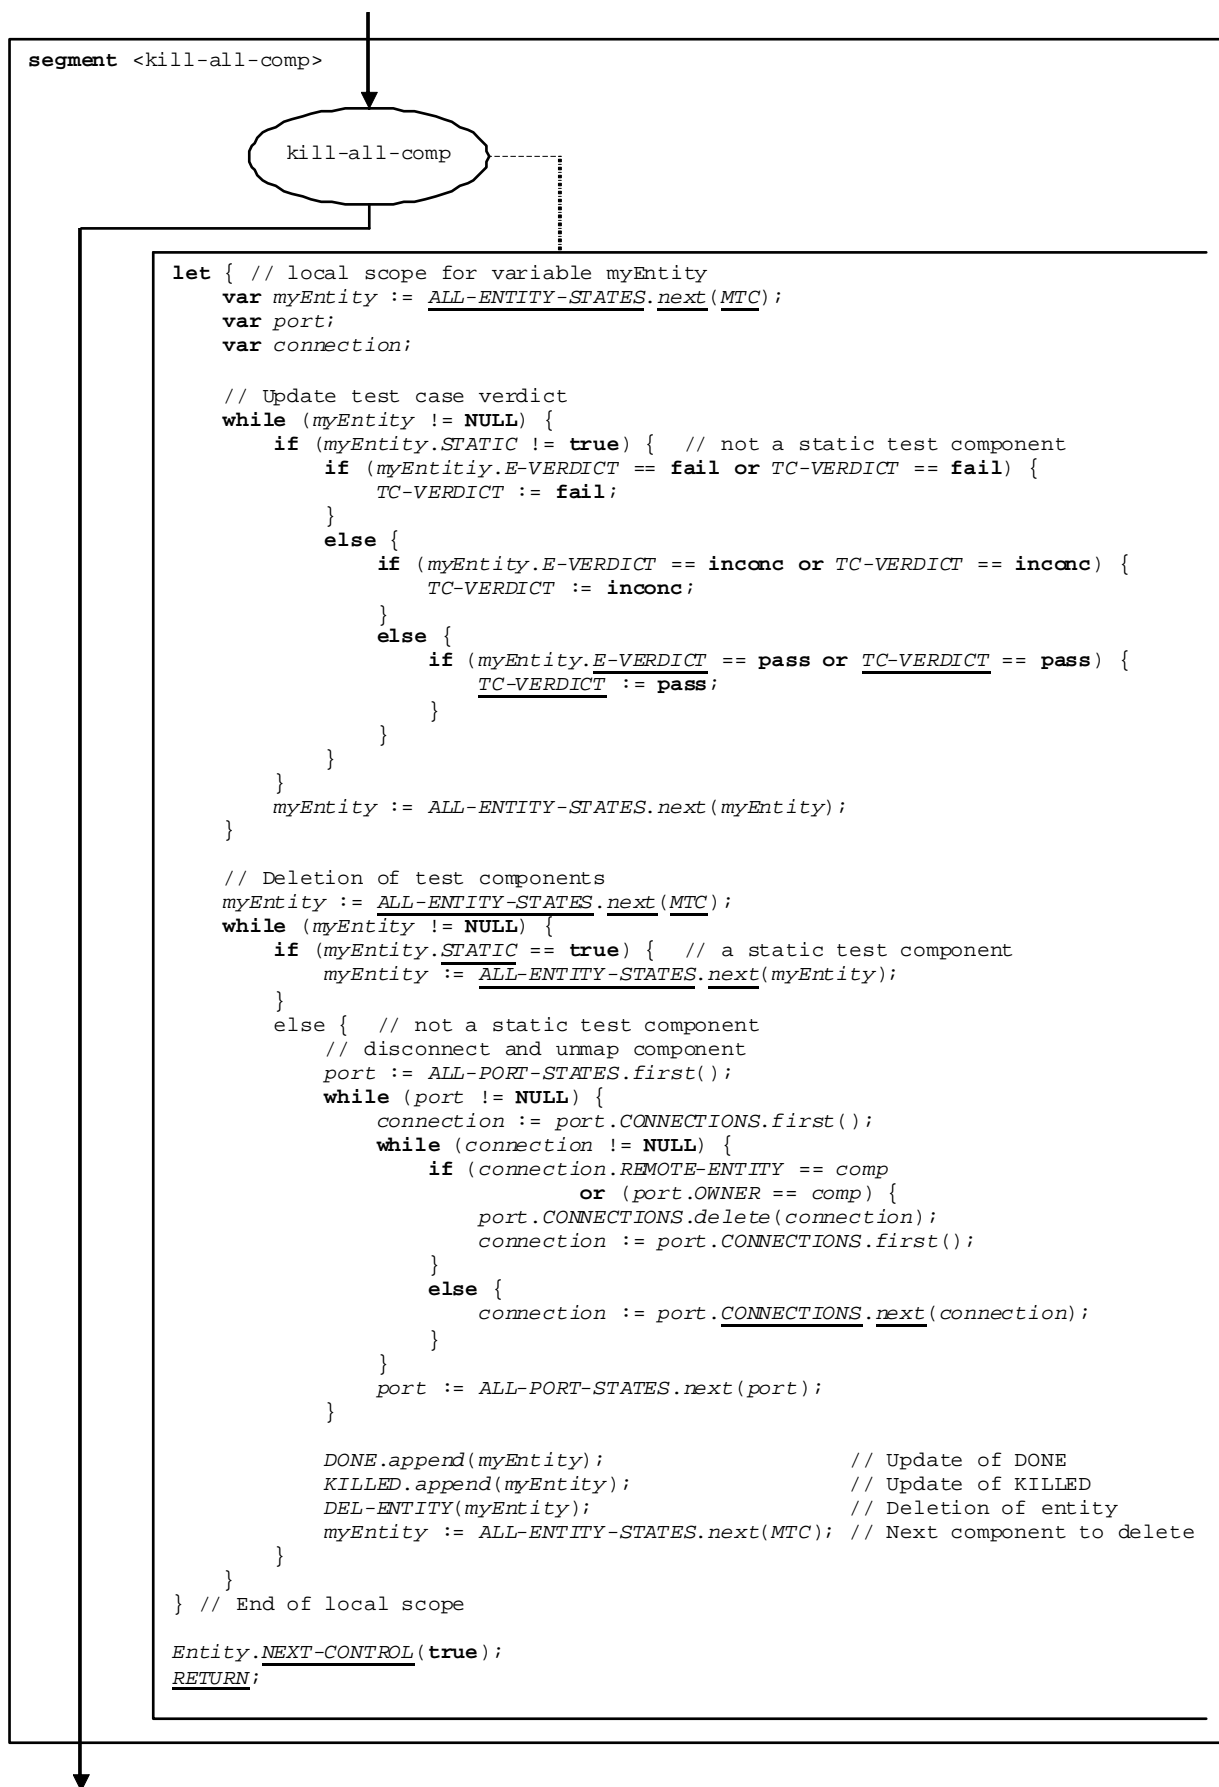 segment <kill-all-comp>
kill-all-comp
let { // local scope for variable myEntity
    var myEntity := ALL-ENTITY-STATES.next(MTC);
    var port;
    var connection;

    // Update test case verdict
    while (myEntity != NULL) {
        if (myEntity.STATIC != true) {  // not a static test component
            if (myEntitiy.E-VERDICT == fail or TC-VERDICT == fail) {
                TC-VERDICT := fail;
            }
            else {
                if (myEntity.E-VERDICT == inconc or TC-VERDICT == inconc) {
                    TC-VERDICT := inconc;
                }
                else {
                    if (myEntity.E-VERDICT == pass or TC-VERDICT == pass) {
                        TC-VERDICT := pass;
                    }
                }
            }
        }
        myEntity := ALL-ENTITY-STATES.next(myEntity);
    }

    // Deletion of test components
    myEntity := ALL-ENTITY-STATES.next(MTC);
    while (myEntity != NULL) {
        if (myEntity.STATIC == true) {  // a static test component
            myEntity := ALL-ENTITY-STATES.next(myEntity);
        }
        else {  // not a static test component
            // disconnect and unmap component
            port := ALL-PORT-STATES.first();
            while (port != NULL) {
                connection := port.CONNECTIONS.first();
                while (connection != NULL) {
                    if (connection.REMOTE-ENTITY == comp
                                or (port.OWNER == comp) {
                        port.CONNECTIONS.delete(connection);
                        connection := port.CONNECTIONS.first();
                    }
                    else {
                        connection := port.CONNECTIONS.next(connection);
                    }
                }
                port := ALL-PORT-STATES.next(port);
            }

            DONE.append(myEntity);                    // Update of DONE
            KILLED.append(myEntity);                  // Update of KILLED
            DEL-ENTITY(myEntity);                     // Deletion of entity
            myEntity := ALL-ENTITY-STATES.next(MTC); // Next component to delete
        }
    }
} // End of local scope

Entity.NEXT-CONTROL(true);
RETURN;